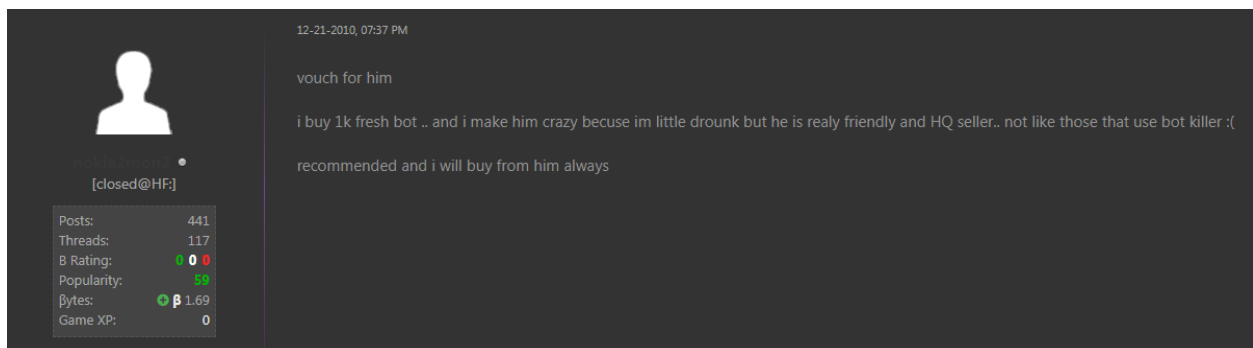 12-21-2010, 07:37 PM
vouch for him
i buy 1k fresh bot .. and i make him crazy becuse im little drounk but he is realy friendly and HQ seller.. not like those that use bot killer :(
recommended and i will buy from him always
[closed@HF:]
Posts: 441
Threads: 117
B Rating: 0 0 0
Popularity: 59
βytes: β 1.69
Game XP: 0